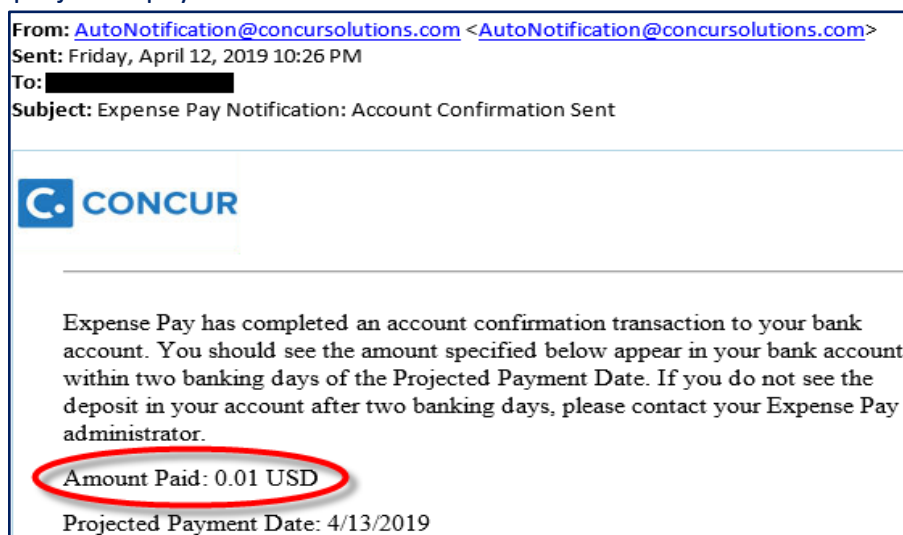 From: AutoNotification@concursolutions.com <AutoNotification@concursolutions.com>
Sent: Friday, April 12, 2019 10:26 PM
To:
Subject: Expense Pay Notification: Account Confirmation Sent
C. CONCUR
Expense Pay has completed an account confirmation transaction to your bank
account. You should see the amount specified below appear in your bank account
within two banking days of the Projected Payment Date. If you do not see the
deposit in your account after two banking days, please contact your Expense Pay
administrator.
Amount Paid: 0.01 USD
Projected Payment Date: 4/13/2019